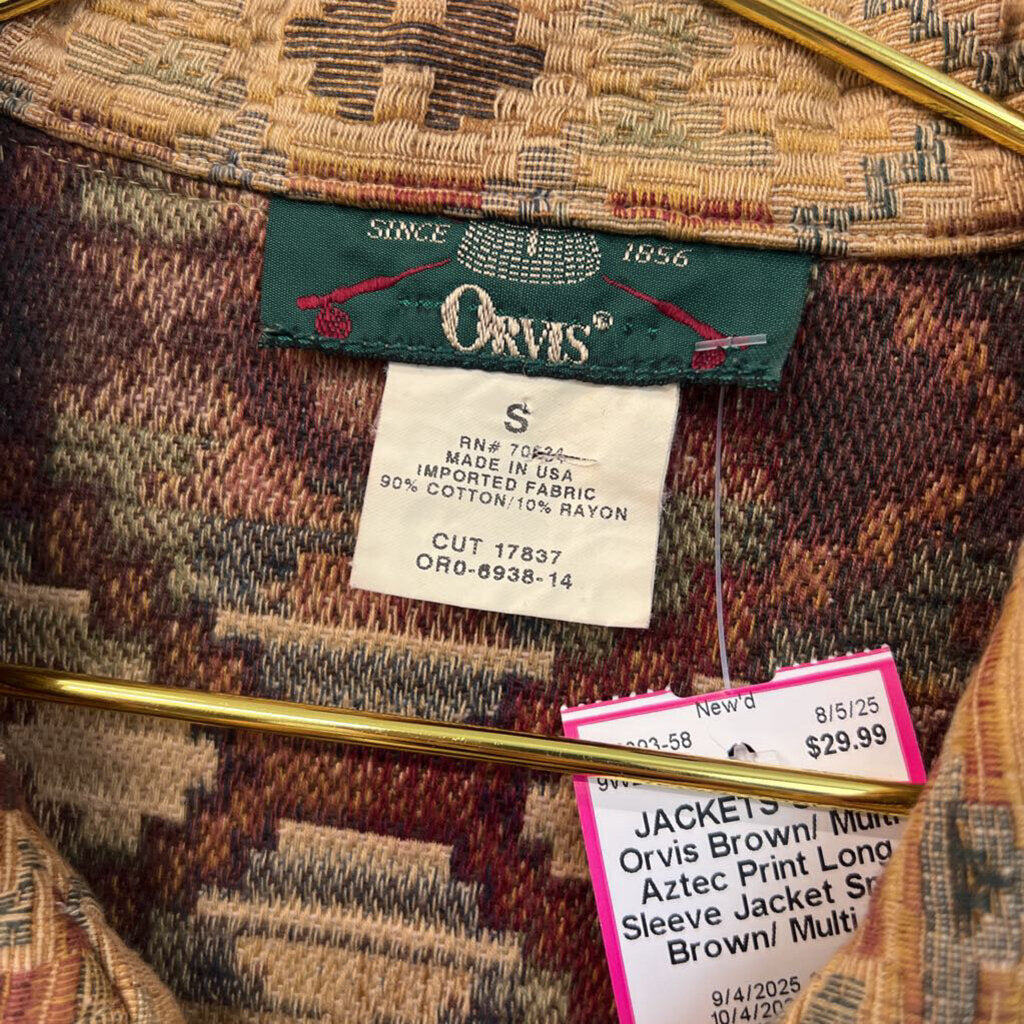 SINCE 1856
ORVIS®
S
RN#
MADE IN USA
IMPORTED FABRIC
90% COTTON/10% RAYON
CUT 17837
OR0-6938-14
New'd
8/5/25
$29.99
JACKETS
Orvis Brown/ Multi
Aztec Print Long
Sleeve Jacket
Brown/ Multi
9/4/2025